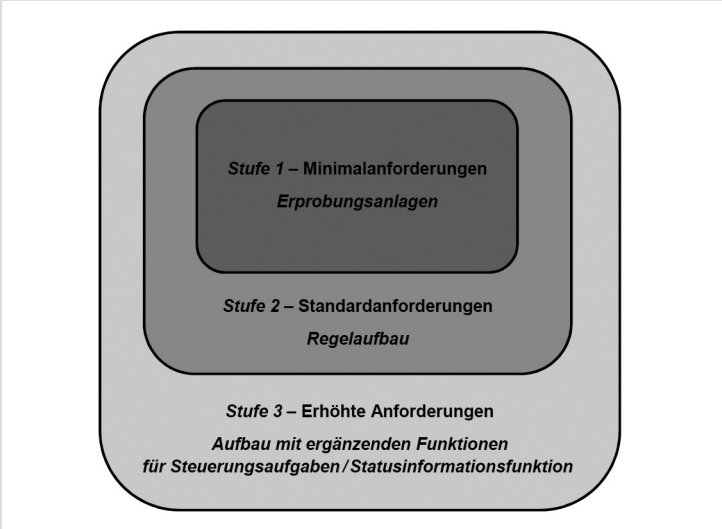 Stufe 1 – Minimalanforderungen
Erprobungsanlagen
Stufe 2 – Standardanforderungen
Regelaufbau
Stufe 3 – Erhöhte Anforderungen
Aufbau mit ergänzenden Funktionen
für Steuerungsaufgaben / Statusinformationsfunktion